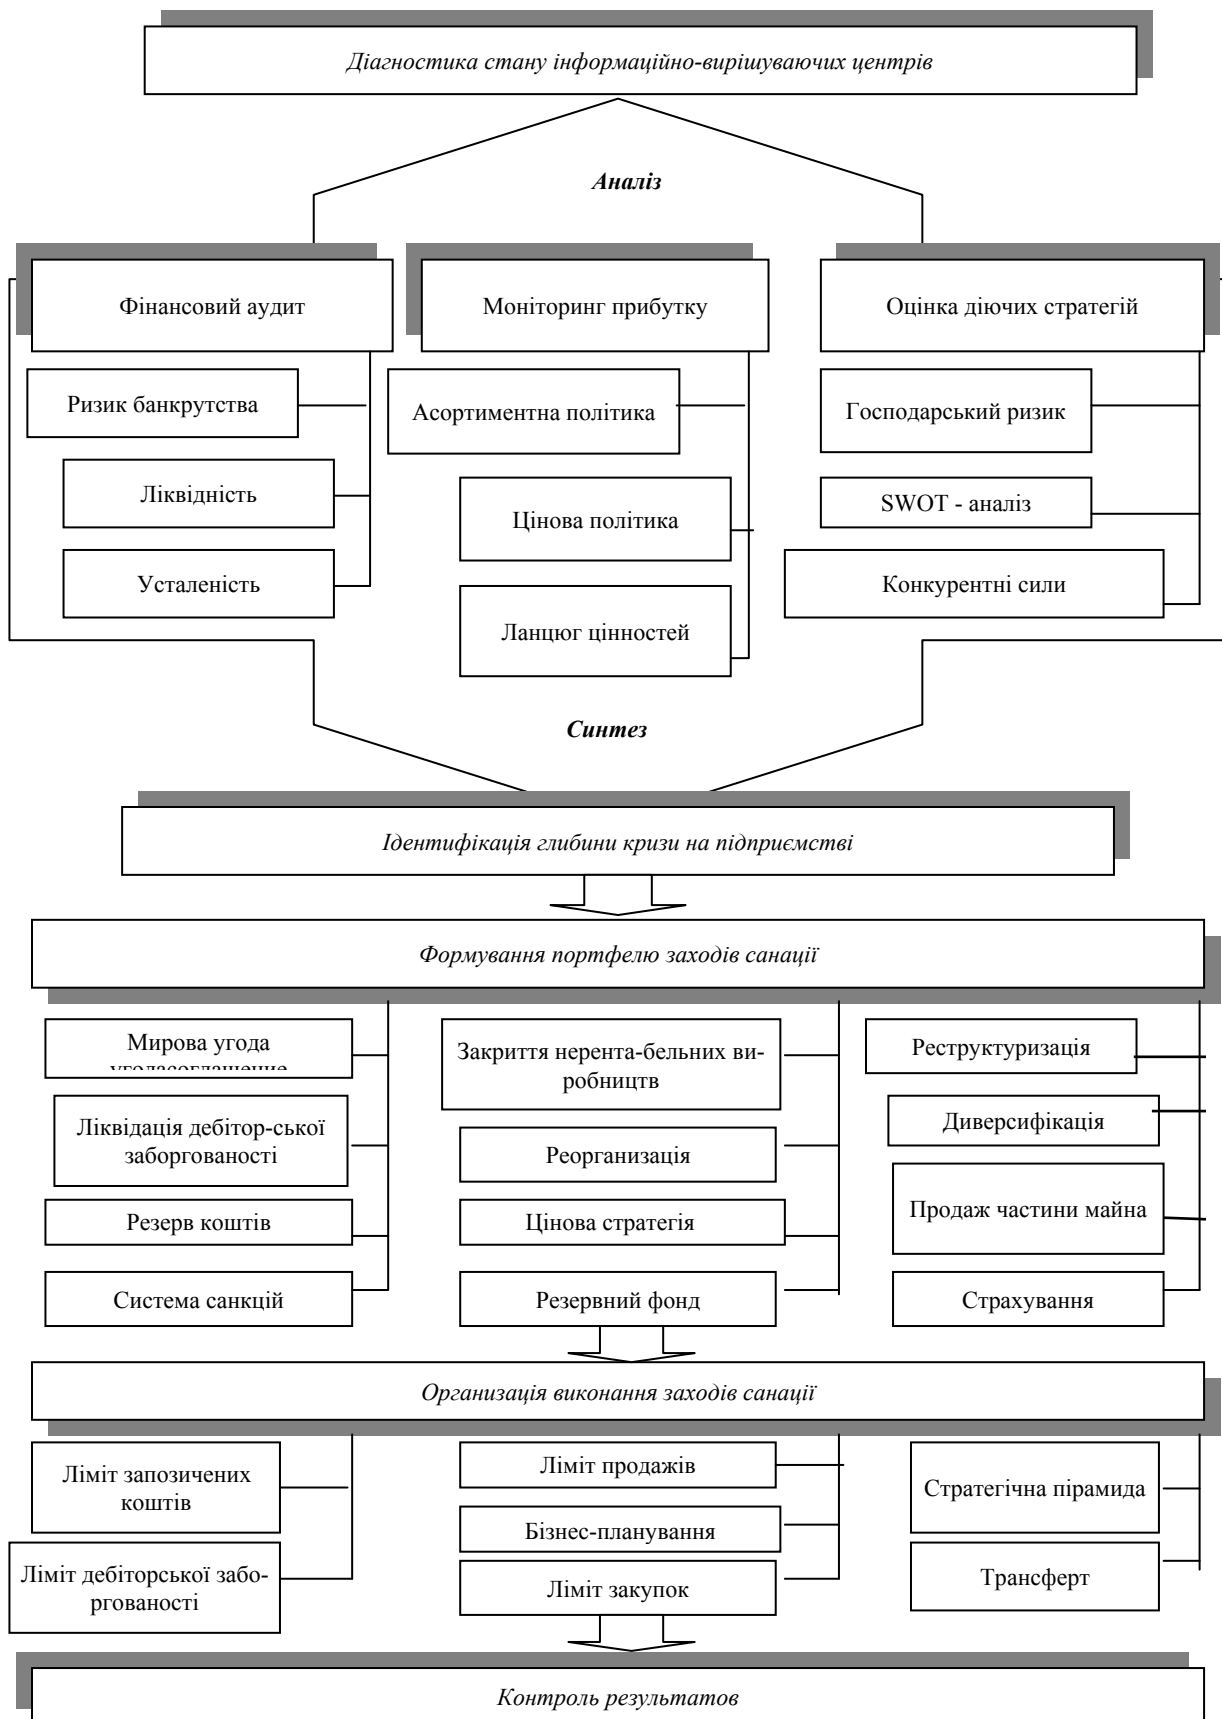 Діагностика стану інформаційно-вирішуваючих центрів
Аналіз
Фінансовий аудит
Моніторинг прибутку
Оцінка діючих стратегій
Ризик банкрутства
Ліквідність
Усталеність
Асортиментна політика
Цінова політика
Ланцюг цінностей
Господарський ризик
SWOT - аналіз
Конкурентні сили
Синтез
Ідентифікація глибини кризи на підприємстві
Формування портфелю заходів санації
Мирова угода
угодасоглашение
Ліквідація дебітор-ської
заборгованості
Резерв коштів
Система санкцій
Закриття нерента-бельних ви-
робництв
Реорганизація
Цінова стратегія
Резервний фонд
Реструктуризація
Диверсифікація
Продаж частини майна
Страхування
Организація виконання заходів санації
Ліміт запозичених
коштів
Ліміт дебіторської забо-
ргованості
Ліміт продажів
Бізнес-планування
Ліміт закупок
Стратегічна пірамида
Трансферт
Контроль результатов